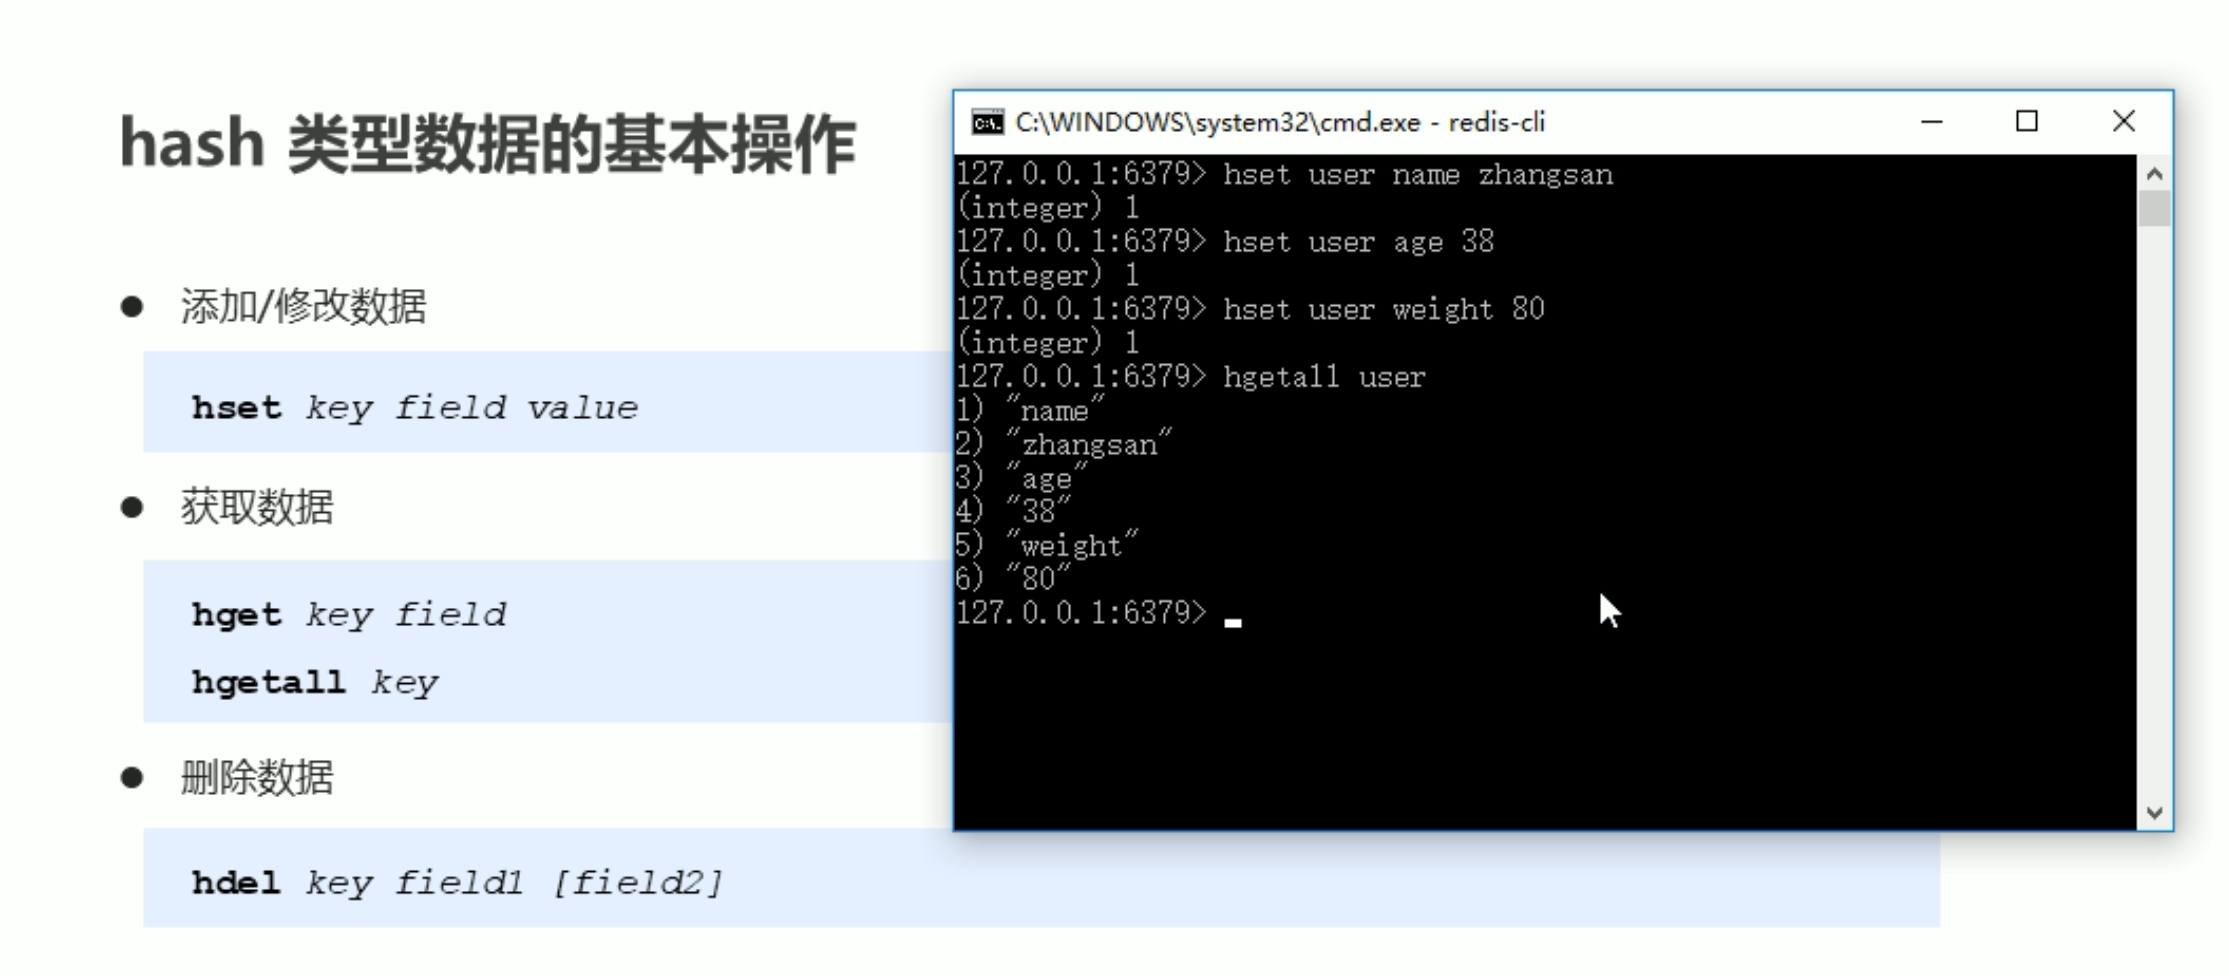 hash 类型数据的基本操作
添加/修改数据
hset key field value
获取数据
hget key field
hgetall key
删除数据
hdel key field1 [field2]
C:\WINDOWS\system32\cmd.exe - redis-cli
127.0.0.1:6379> hset user name zhangsan
(integer) 1
127.0.0.1:6379> hset user age 38
(integer) 1
127.0.0.1:6379> hset user weight 80
(integer) 1
127.0.0.1:6379> hgetall user
1) "name"
2) "zhangsan"
3) "age"
4) "38"
5) "weight"
6) "80"
127.0.0.1:6379>